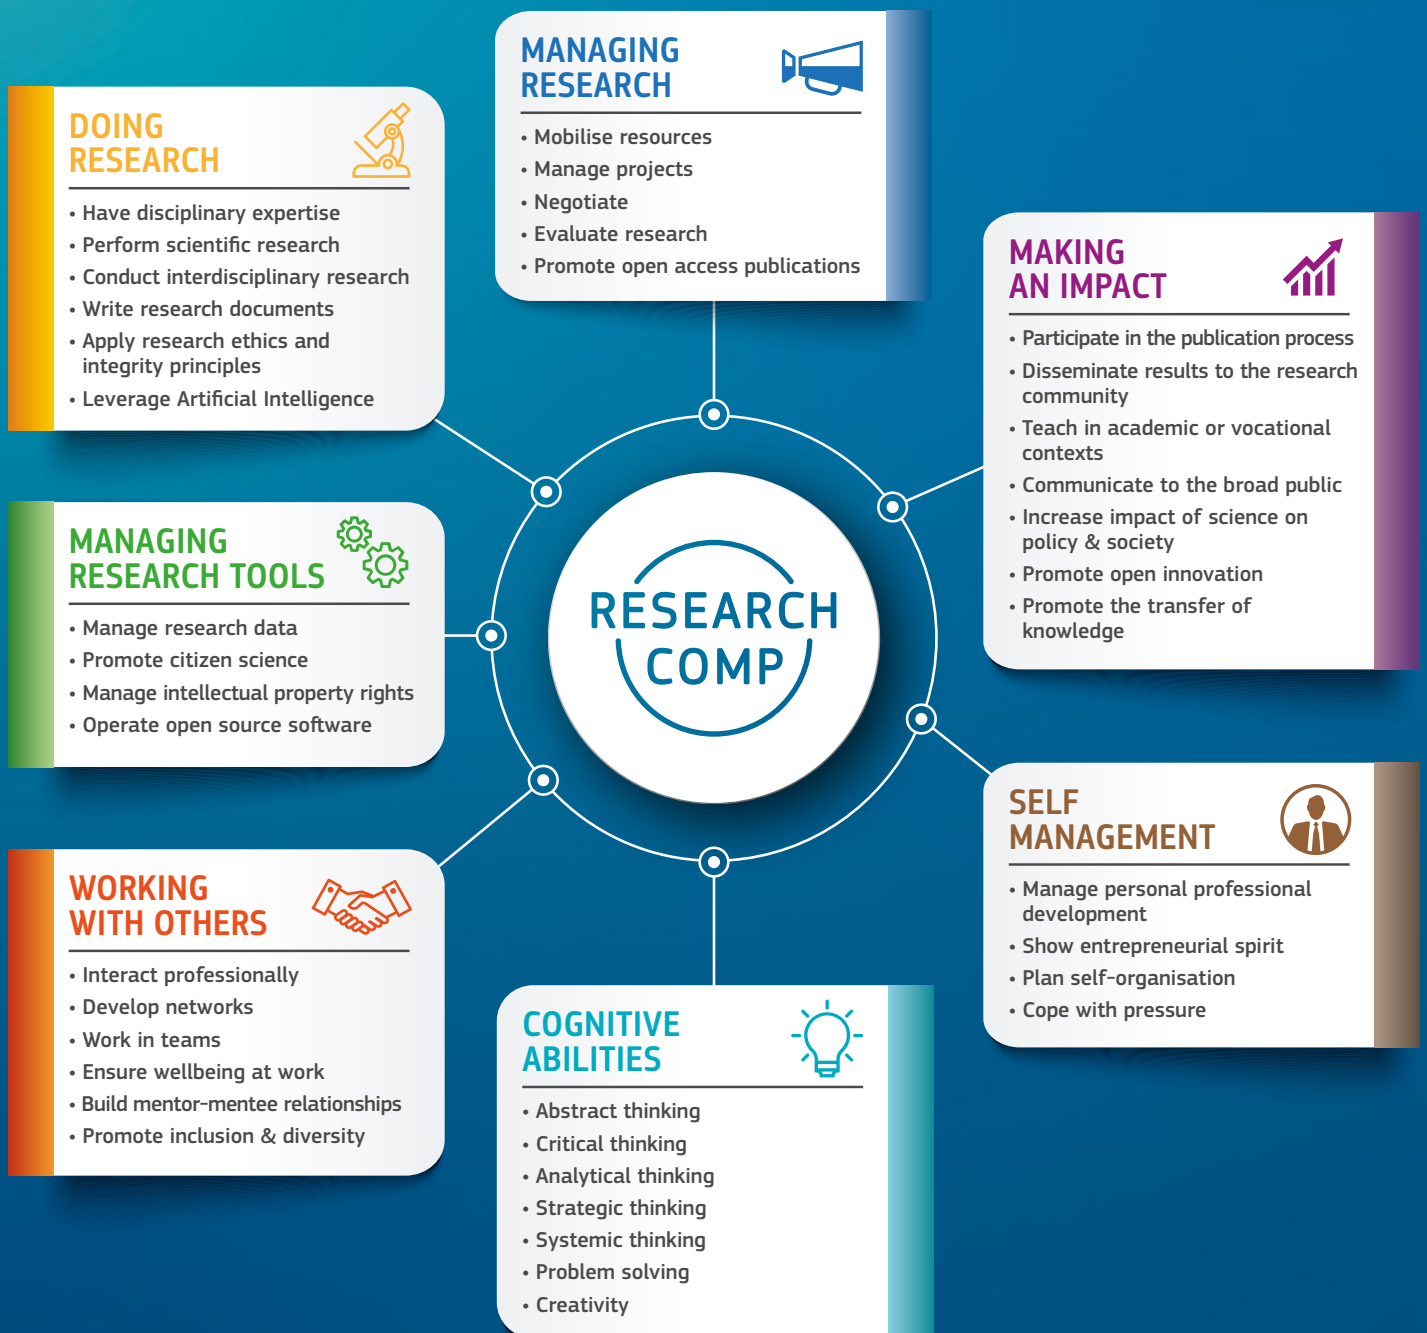 MANAGING
RESEARCH
• Mobilise resources
• Manage projects
• Negotiate
• Evaluate research
• Promote open access publications
DOING
RESEARCH
• Have disciplinary expertise
• Perform scientific research
• Conduct interdisciplinary research
• Write research documents
• Apply research ethics and
integrity principles
• Leverage Artificial Intelligence
MAKING
AN IMPACT
• Participate in the publication process
• Disseminate results to the research
community
• Teach in academic or vocational
contexts
• Communicate to the broad public
• Increase impact of science on
policy & society
• Promote open innovation
• Promote the transfer of
knowledge
MANAGING
RESEARCH TOOLS
• Manage research data
• Promote citizen science
• Manage intellectual property rights
• Operate open source software
RESEARCH
COMP
SELF
MANAGEMENT
• Manage personal professional
development
• Show entrepreneurial spirit
• Plan self-organisation
• Cope with pressure
WORKING
WITH OTHERS
• Interact professionally
• Develop networks
• Work in teams
• Ensure wellbeing at work
• Build mentor-mentee relationships
• Promote inclusion & diversity
COGNITIVE
ABILITIES
• Abstract thinking
• Critical thinking
• Analytical thinking
• Strategic thinking
• Systemic thinking
• Problem solving
• Creativity